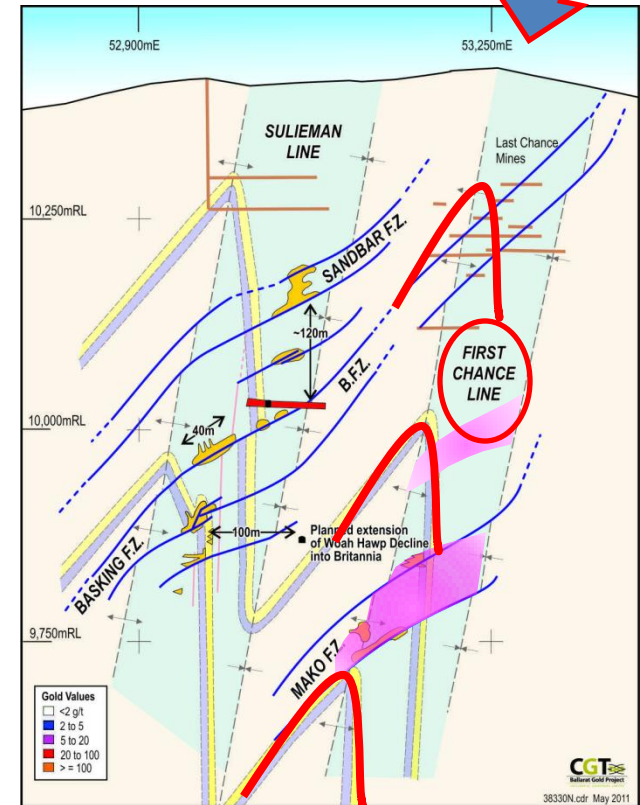 52,900mE
53,250mE
SULIEMAN
LINE
Last Chance
Mines
10,250mRL
SANDBAR F.Z.
~120m
B.F.Z.
FIRST
CHANCE
LINE
10,000mRL
40m
100m
Planned extension
of Woah Hawp Decline
into Britannia
BASKING F.Z.
9,750mRL
MAKO F.Z.
Gold Values
<2 g/t
2 to 5
5 to 20
20 to 100
> = 100
CGT
Ballarat Gold Project
38330N.cdr May 2011